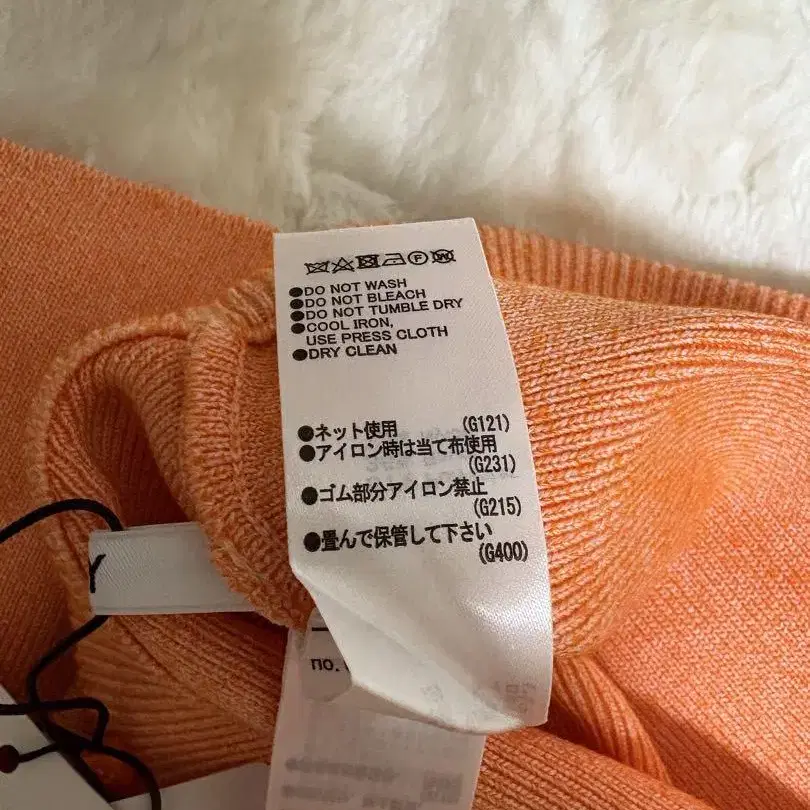 F W
●DO NOT WASH
●DO NOT BLEACH
●DO NOT TUMBLE DRY
●COOL IRON,
USE PRESS CLOTH
●DRY CLEAN
●ネット使用 (G121)
●アイロン時は当て布使用
(G231)
●ゴム部分アイロン禁止
(G215)
●畳んで保管して下さい
(G400)
Y
no.